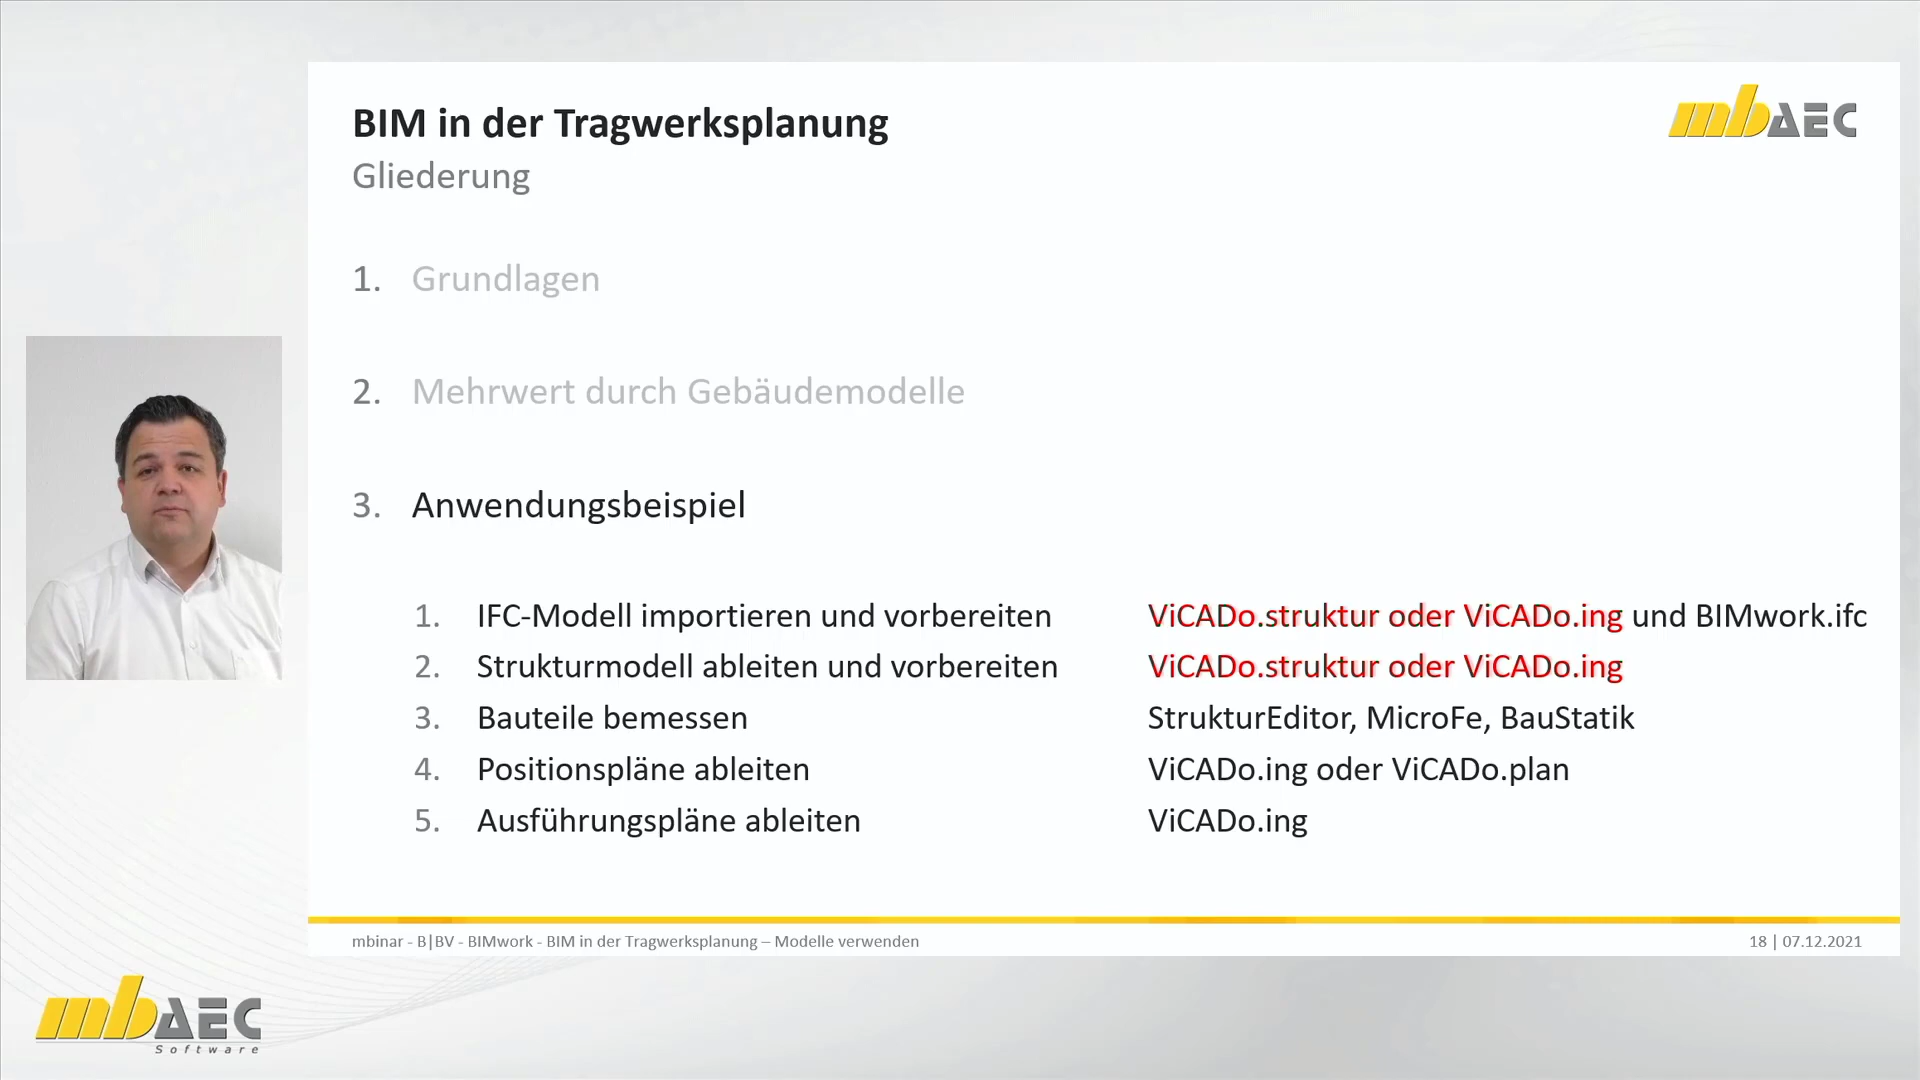 BIM in der Tragwerksplanung
mbAEC
Gliederung
1. Grundlagen
2. Mehrwert durch Gebäudemodelle
3. Anwendungsbeispiel
1. IFC-Modell importieren und vorbereiten ViCADo.struktur oder ViCADo.ing und BIMwork.ifc
2. Strukturmodell ableiten und vorbereiten ViCADo.struktur oder ViCADo.ing
3. Bauteile bemessen StrukturEditor, MicroFe, BauStatik
4. Positionspläne ableiten ViCADo.ing oder ViCADo.plan
5. Ausführungspläne ableiten ViCADo.ing
mbinar - B|BV - BIMwork - BIM in der Tragwerksplanung – Modelle verwenden 18 | 07.12.2021
mbAEC
Software